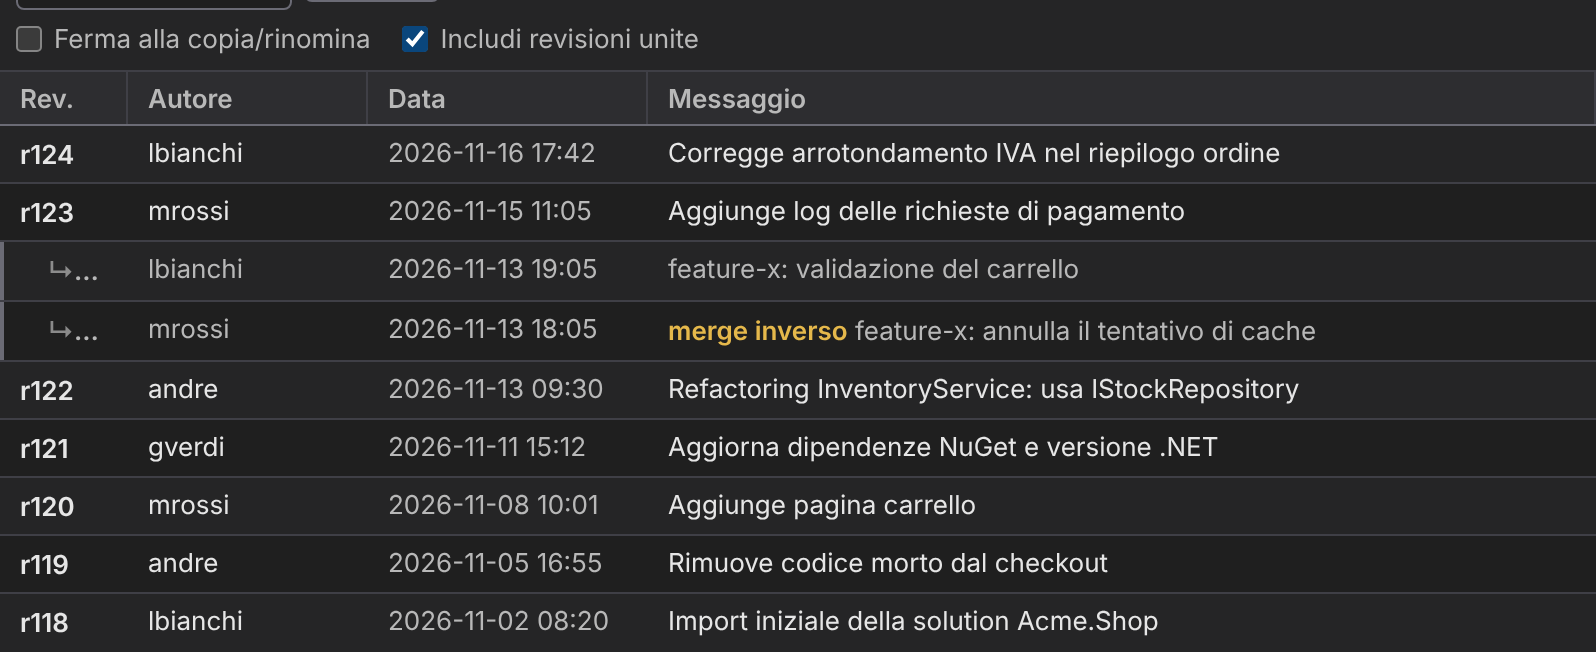 Ferma alla copia/rinomina Includi revisioni unite
Rev. Autore Data Messaggio
r124 lbianchi 2026-11-16 17:42 Corregge arrotondamento IVA nel riepilogo ordine
r123 mrossi 2026-11-15 11:05 Aggiunge log delle richieste di pagamento
↳... lbianchi 2026-11-13 19:05 feature-x: validazione del carrello
↳... mrossi 2026-11-13 18:05 merge inverso feature-x: annulla il tentativo di cache
r122 andre 2026-11-13 09:30 Refactoring InventoryService: usa IStockRepository
r121 gverdi 2026-11-11 15:12 Aggiorna dipendenze NuGet e versione .NET
r120 mrossi 2026-11-08 10:01 Aggiunge pagina carrello
r119 andre 2026-11-05 16:55 Rimuove codice morto dal checkout
r118 lbianchi 2026-11-02 08:20 Import iniziale della solution Acme.Shop